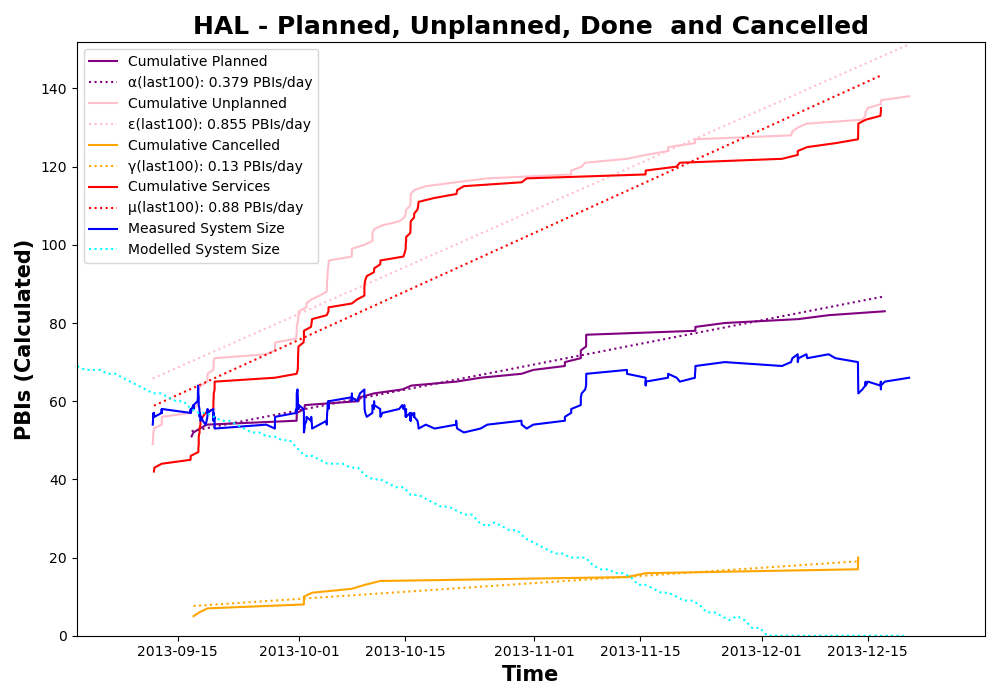 HAL - Planned, Unplanned, Done  and Cancelled
Cumulative Planned
α(last100): 0.379 PBIs/day
Cumulative Unplanned
ε(last100): 0.855 PBIs/day
Cumulative Cancelled
γ(last100): 0.13 PBIs/day
Cumulative Services
μ(last100): 0.88 PBIs/day
Measured System Size
Modelled System Size
PBIs (Calculated)
140
120
100
80
60
40
20
0
2013-09-15
2013-10-01
2013-10-15
2013-11-01
2013-11-15
2013-12-01
2013-12-15
Time